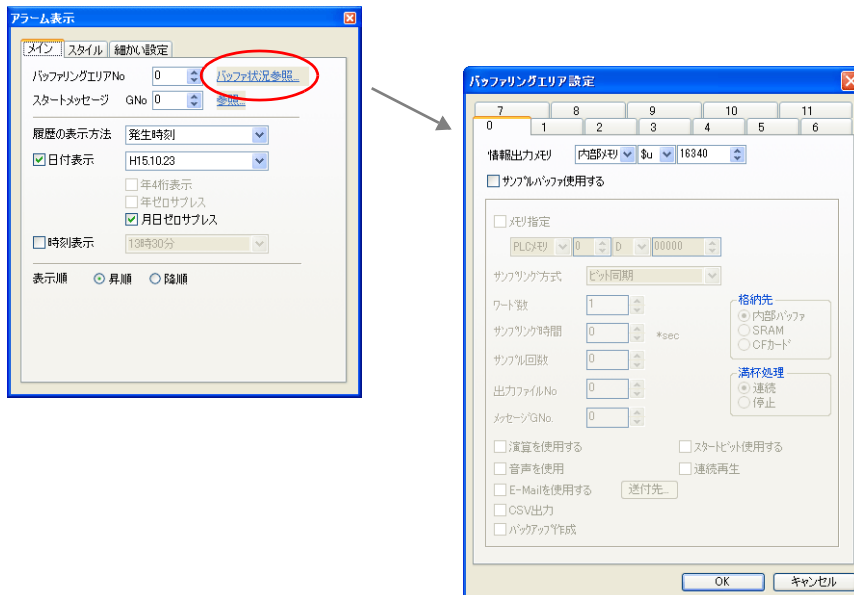 アラーム表示
メイン スタイル 細かい設定
バッファリングエリアNo 0 バッファ状況参照...
スタートメッセージ GNo 0 参照...
履歴の表示方法 発生時刻
日付表示 H15.10.23
年4桁表示
年ゼロサプレス
月日ゼロサプレス
時刻表示 13時30分
表示順 昇順 降順
バッファリングエリア設定
7 8 9 10 11
0 1 2 3 4 5 6
情報出力メモリ 内部メモリ $u 16340
サンプルバッファ使用する
メモリ指定
PLCメモリ 0 D 00000
サンプリング方式 ビット同期
ワード数 1
サンプリング時間 0 *sec
サンプル回数 0
出力ファイルNo 0
メッセージGNo. 0
格納先
内部バッファ
SRAM
CFカード
満杯処理
連続
停止
演算を使用する スタートビット使用する
音声を使用 連続再生
E-Mailを使用する 送付先...
CSV出力
バックアップ作成
OK キャンセル